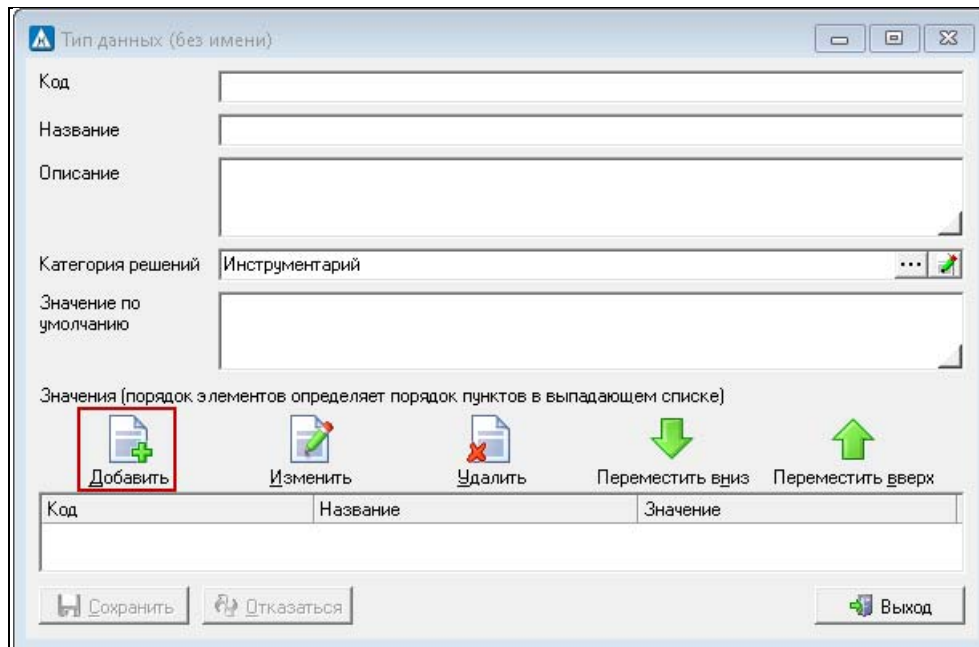 Тип данных (без имени)
Код
Название
Описание
Категория решений Инструментарий ...
Значение по
умолчанию
Значения (порядок элементов определяет порядок пунктов в выпадающем списке)
Добавить Изменить Удалить Переместить вниз Переместить вверх
Код Название Значение
Сохранить Отказаться Выход